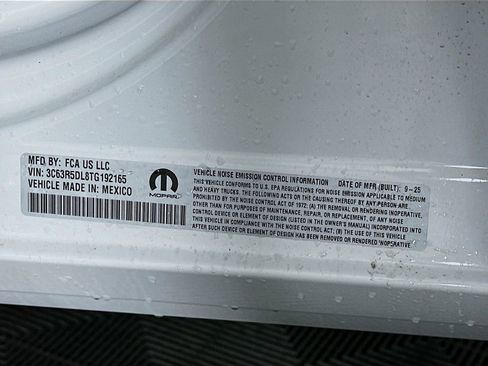 MFD BY: FCA US LLC
VIN: 3C63R5DL8TG192165
VEHICLE MADE IN: MEXICO
MOPAR
VEHICLE NOISE EMISSION CONTROL INFORMATION DATE OF MFR (BUILT): 9-25
THIS VEHICLE CONFORMS TO U.S. EPA REGULATIONS FOR NOISE EMISSION APPLICABLE TO MEDIUM
AND HEAVY TRUCKS. THE FOLLOWING ACTS OR THE CAUSING THEREOF BY ANY PERSON ARE
PROHIBITED BY THE NOISE CONTROL ACT OF 1972: (A) THE REMOVAL OR RENDERING INOPERATIVE,
OTHER THAN FOR PURPOSES OF MAINTENANCE, REPAIR, OR REPLACEMENT, OF ANY NOISE
CONTROL DEVICE OR ELEMENT OF DESIGN (LISTED IN THE OWNER'S MANUAL) INCORPORATED INTO
THIS VEHICLE IN COMPLIANCE WITH THE NOISE CONTROL ACT; (B) THE USE OF THIS VEHICLE
AFTER SUCH DEVICE OR ELEMENT OF DESIGN HAS BEEN REMOVED OR RENDERED INOPERATIVE